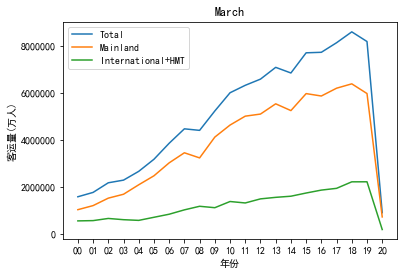 March
Total
Mainland
International+HMT
8000000
6000000
4000000
2000000
0
客运量(万人)
00 01 02 03 04 05 06 07 08 09 10 11 12 13 14 15 16 17 18 19 20
年份